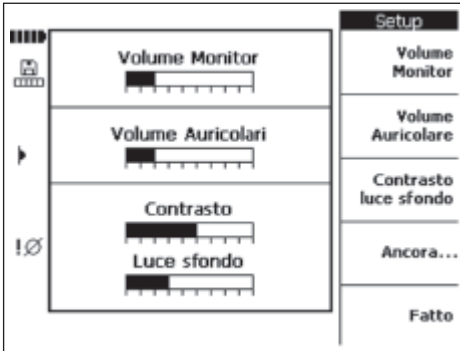 Setup
Volume Monitor
Volume Auricolari
Contrasto
Luce sfondo
!Ø
Volume
Monitor
Volume
Auricolare
Contrasto
luce sfondo
Ancora...
Fatto